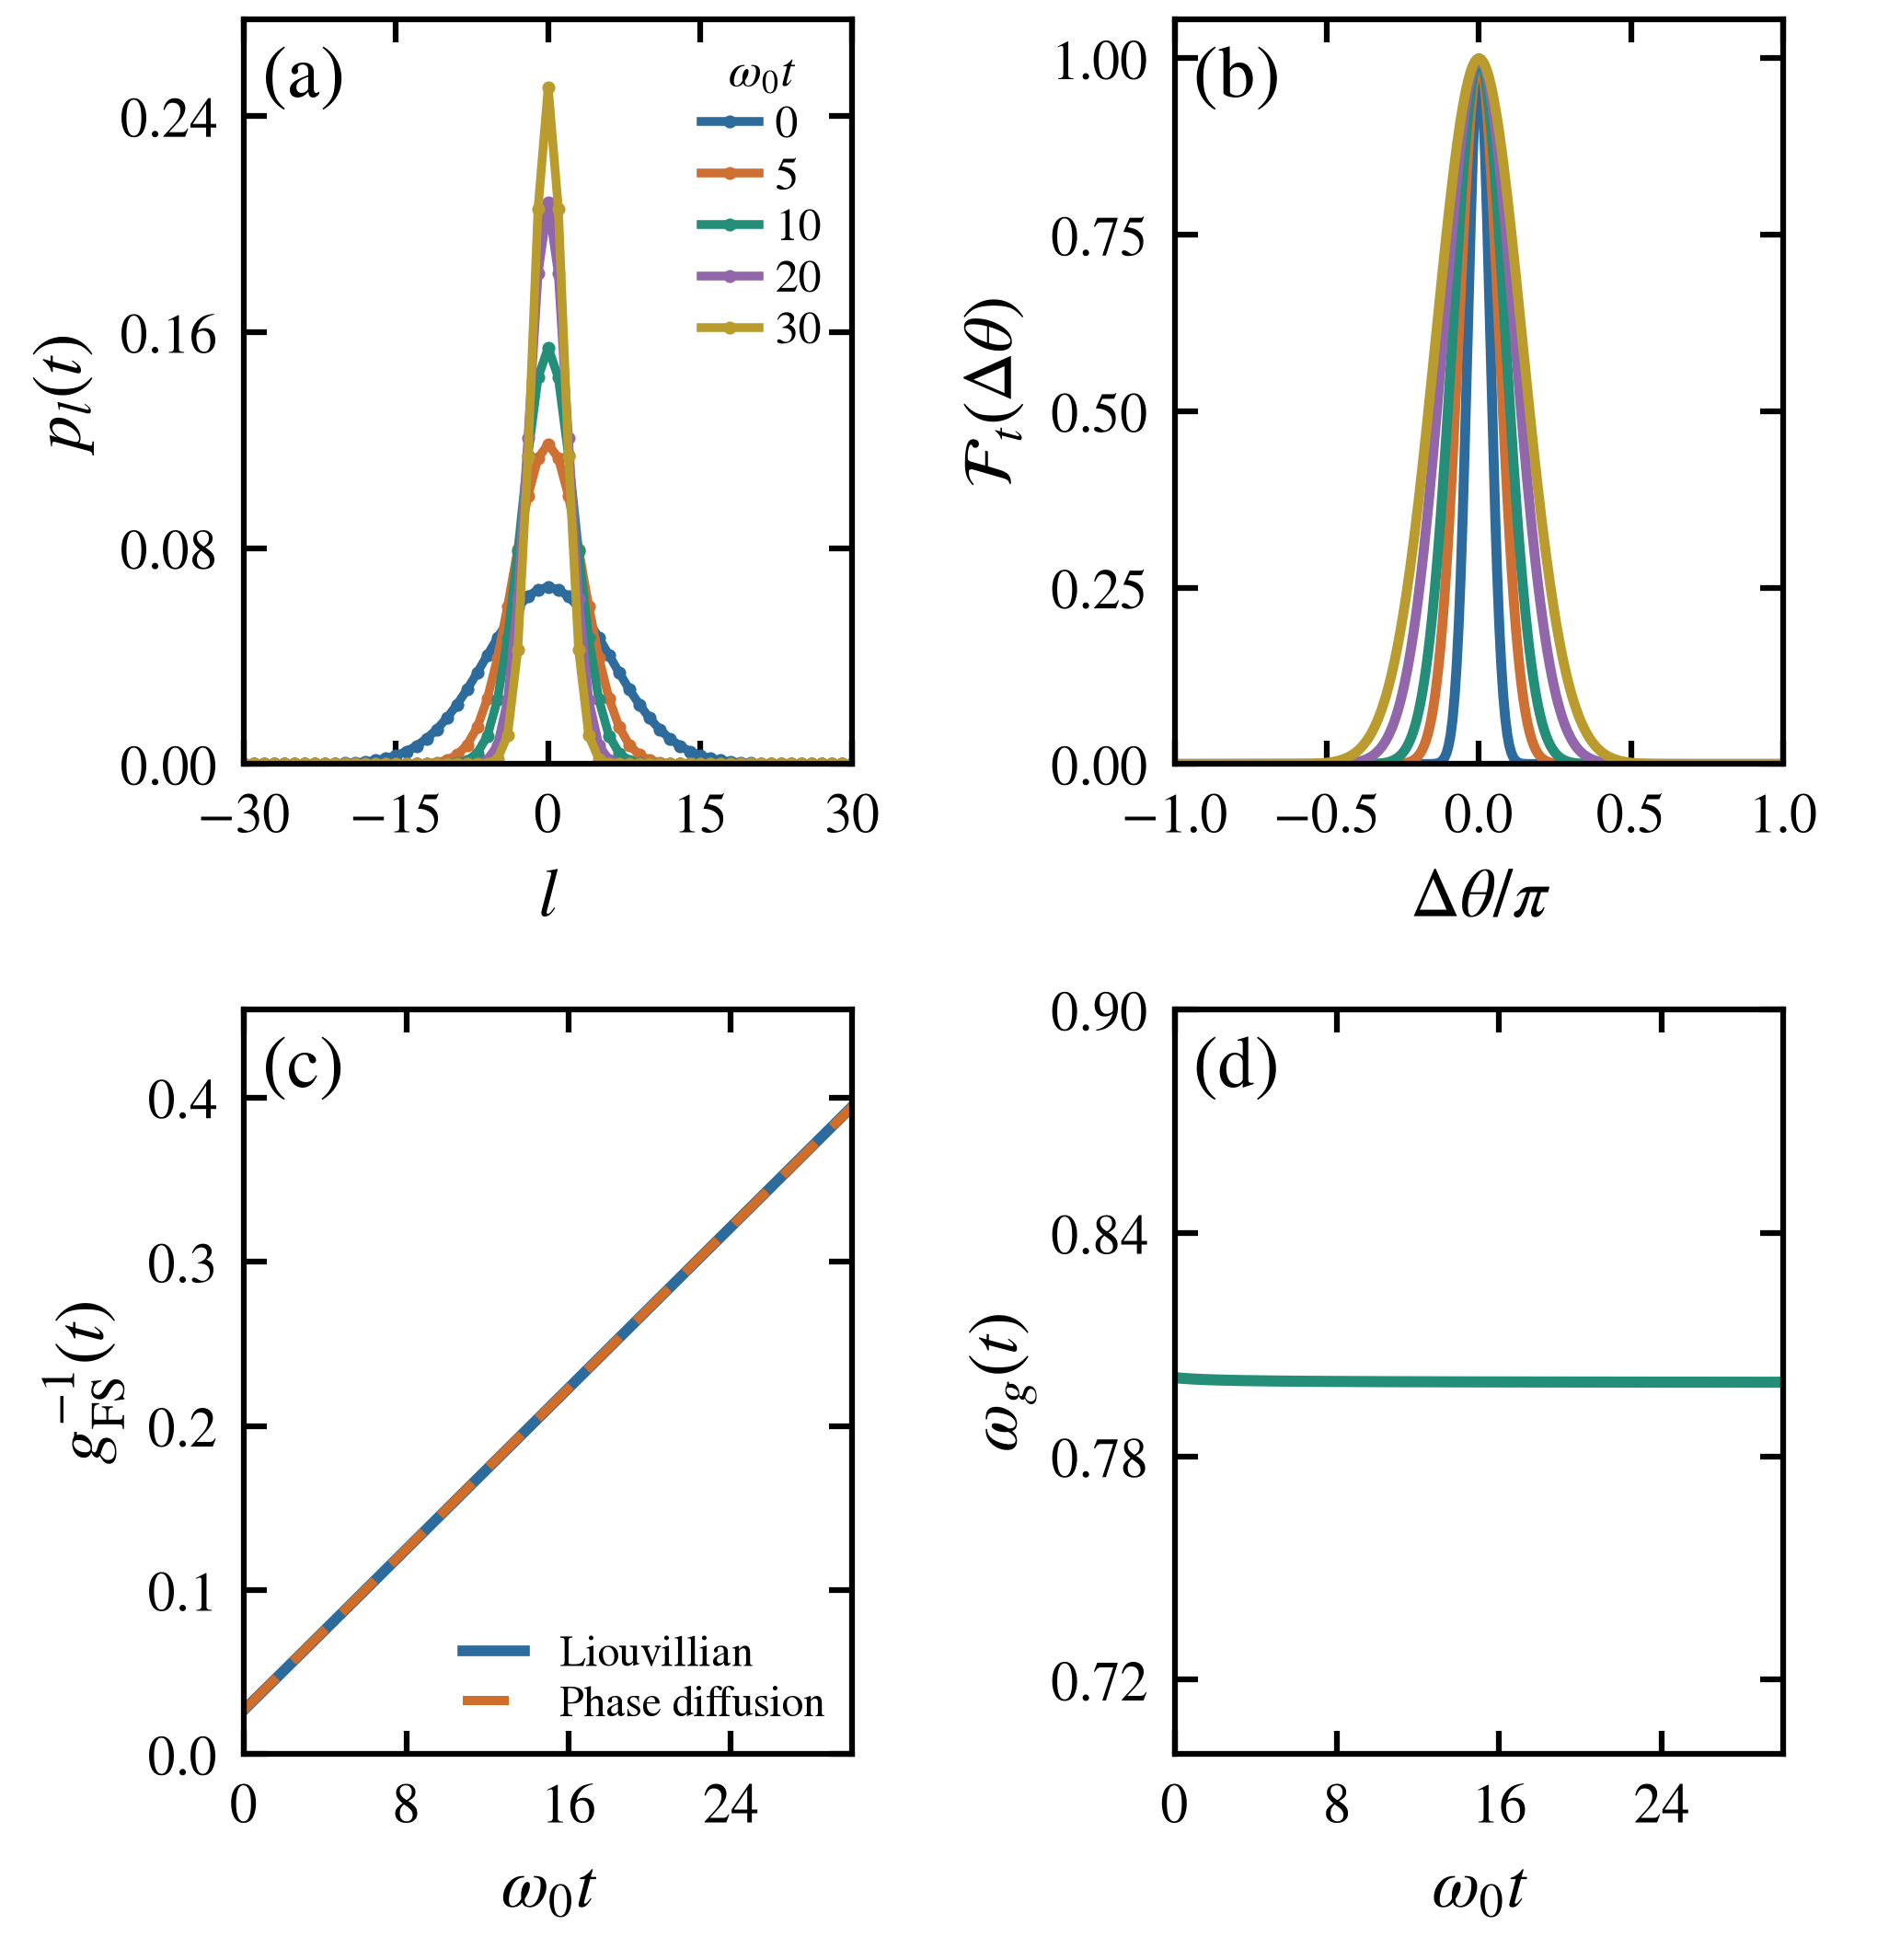 (a)
ω₀t
0
5
10
20
30
0.24
0.16
0.08
0.00
pₗ(t)
−30 −15 0 15 30
l
(b)
1.00
0.75
0.50
0.25
0.00
ℱₜ(Δθ)
−1.0 −0.5 0.0 0.5 1.0
Δθ/π
(c)
0.4
0.3
0.2
0.1
0.0
g_FS^−1(t)
Liouvillian
Phase diffusion
0 8 16 24
ω₀t
(d)
0.90
0.84
0.78
0.72
ω_g(t)
0 8 16 24
ω₀t